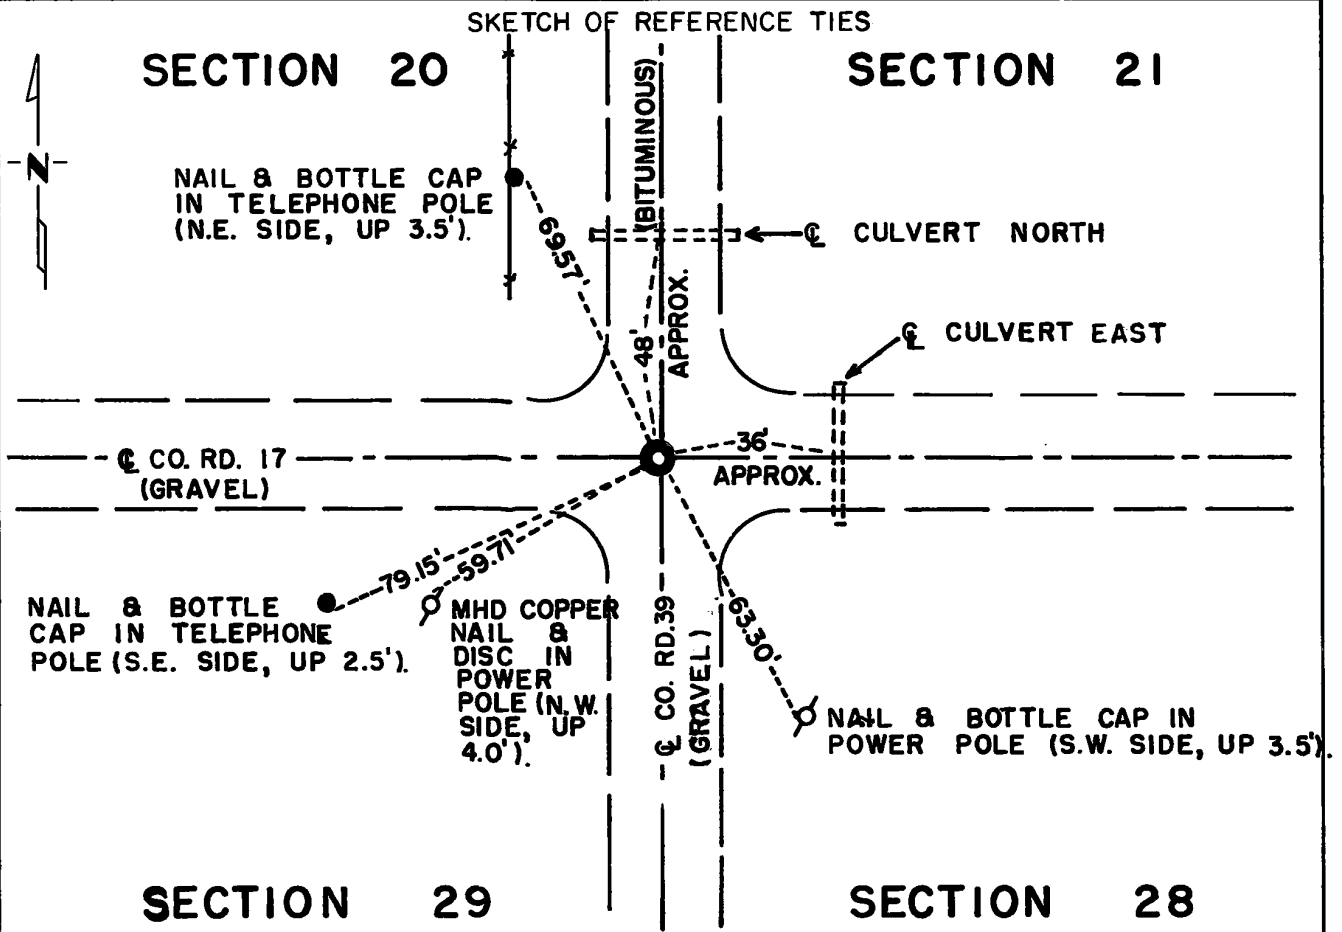 SKETCH OF REFERENCE TIES
SECTION 20
SECTION 21
N
NAIL & BOTTLE CAP
IN TELEPHONE POLE
(N.E. SIDE, UP 3.5').
69.57'
(BITUMINOUS)
℄ CULVERT NORTH
48'
APPROX.
℄ CULVERT EAST
36'
APPROX.
℄ CO. RD. 17
(GRAVEL)
79.15'
59.71'
NAIL & BOTTLE
CAP IN TELEPHONE
POLE (S.E. SIDE, UP 2.5').
MHD COPPER
NAIL &
DISC IN
POWER
POLE (N.W.
SIDE, UP
4.0').
℄ CO. RD. 39
(GRAVEL)
63.30'
NAIL & BOTTLE CAP IN
POWER POLE (S.W. SIDE, UP 3.5').
SECTION 29
SECTION 28